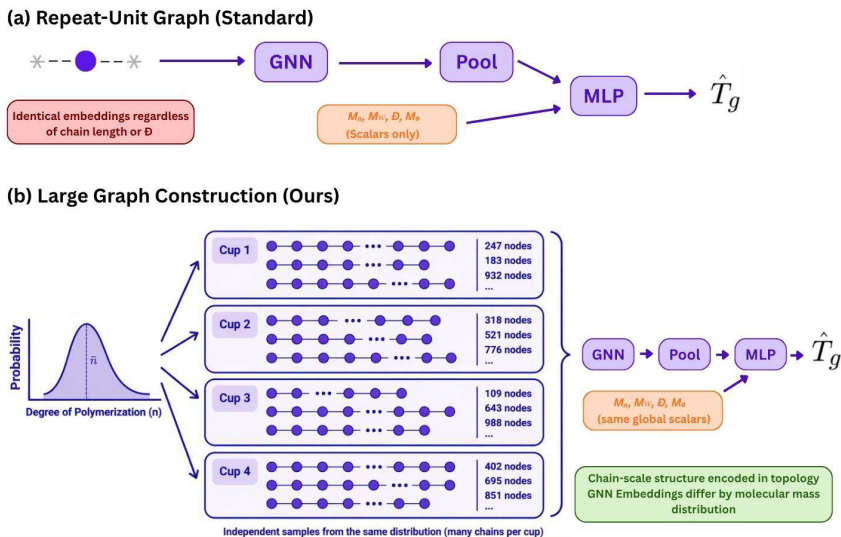 (a) Repeat-Unit Graph (Standard)
GNN
Pool
MLP
T̂g
Identical embeddings regardless
of chain length or Đ
Mn, Mw, Đ, M₀
(Scalars only)
(b) Large Graph Construction (Ours)
Probability
n̄
Degree of Polymerization (n)
Cup 1
247 nodes
183 nodes
932 nodes
...
Cup 2
318 nodes
521 nodes
776 nodes
...
Cup 3
109 nodes
643 nodes
988 nodes
...
Cup 4
402 nodes
695 nodes
851 nodes
...
Independent samples from the same distribution (many chains per cup)
GNN
Pool
MLP
T̂g
Mn, Mw, Đ, M₀
(same global scalars)
Chain-scale structure encoded in topology
GNN Embeddings differ by molecular mass
distribution